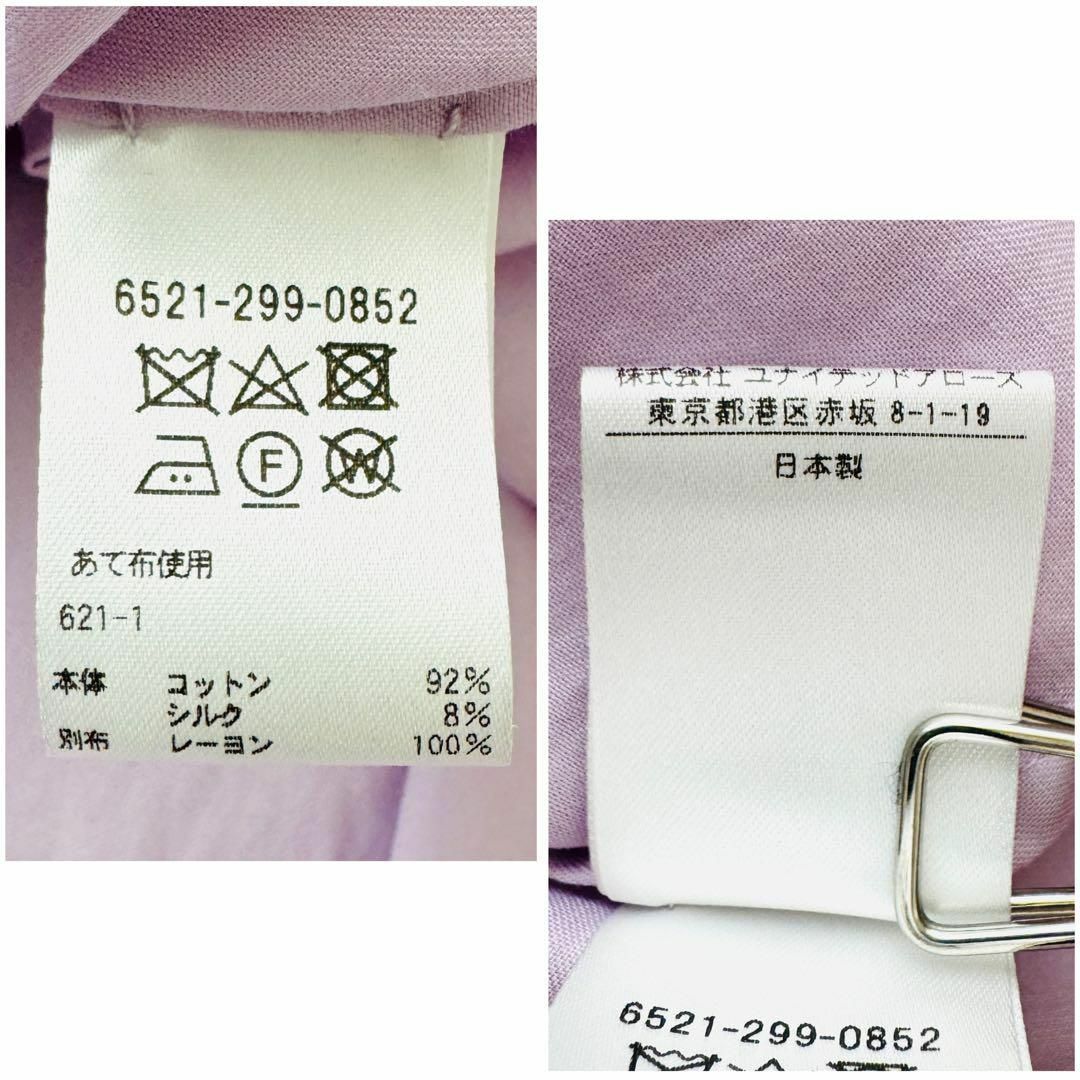 6521-299-0852
F
W
あて布使用
621-1
本体 コットン 92%
シルク 8%
別布 レーヨン 100%
株式会社 ユナイテッドアローズ
東京都港区赤坂 8-1-19
日本製
6521-299-0852